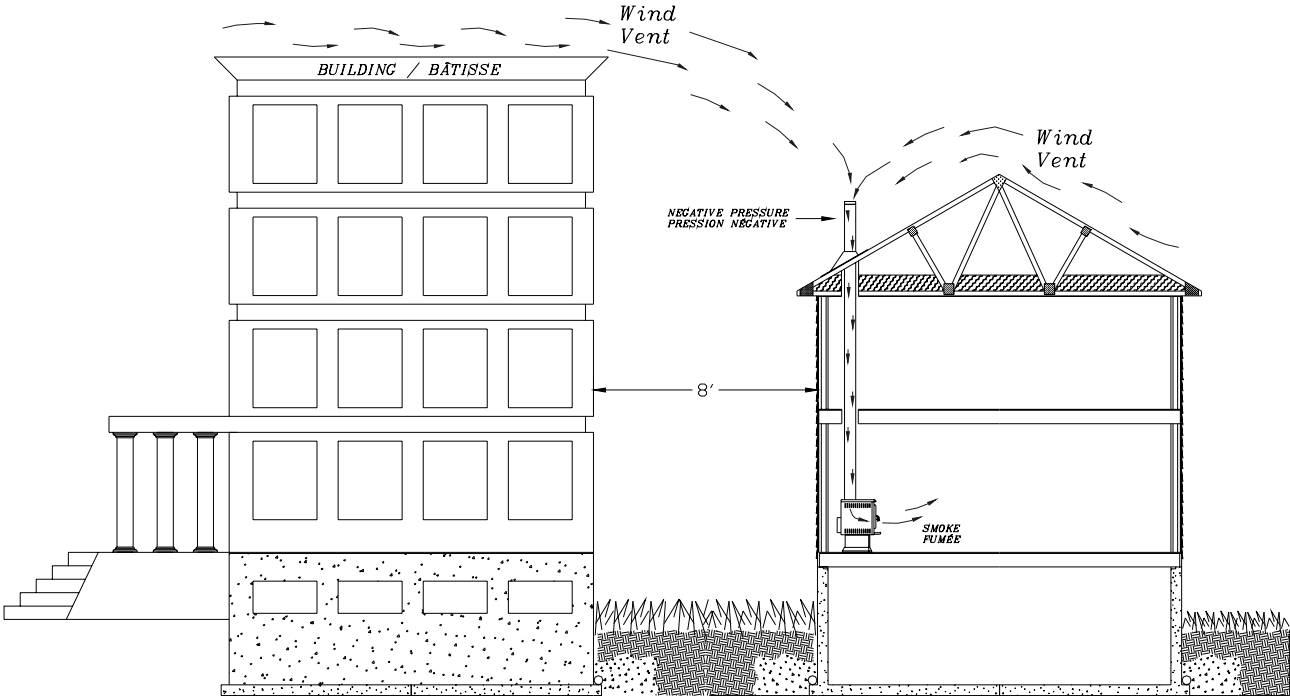 Wind
Vent
BUILDING / BÂTISSE
Wind
Vent
NEGATIVE PRESSURE
PRESSION NÉGATIVE
8'
SMOKE
FUMÉE